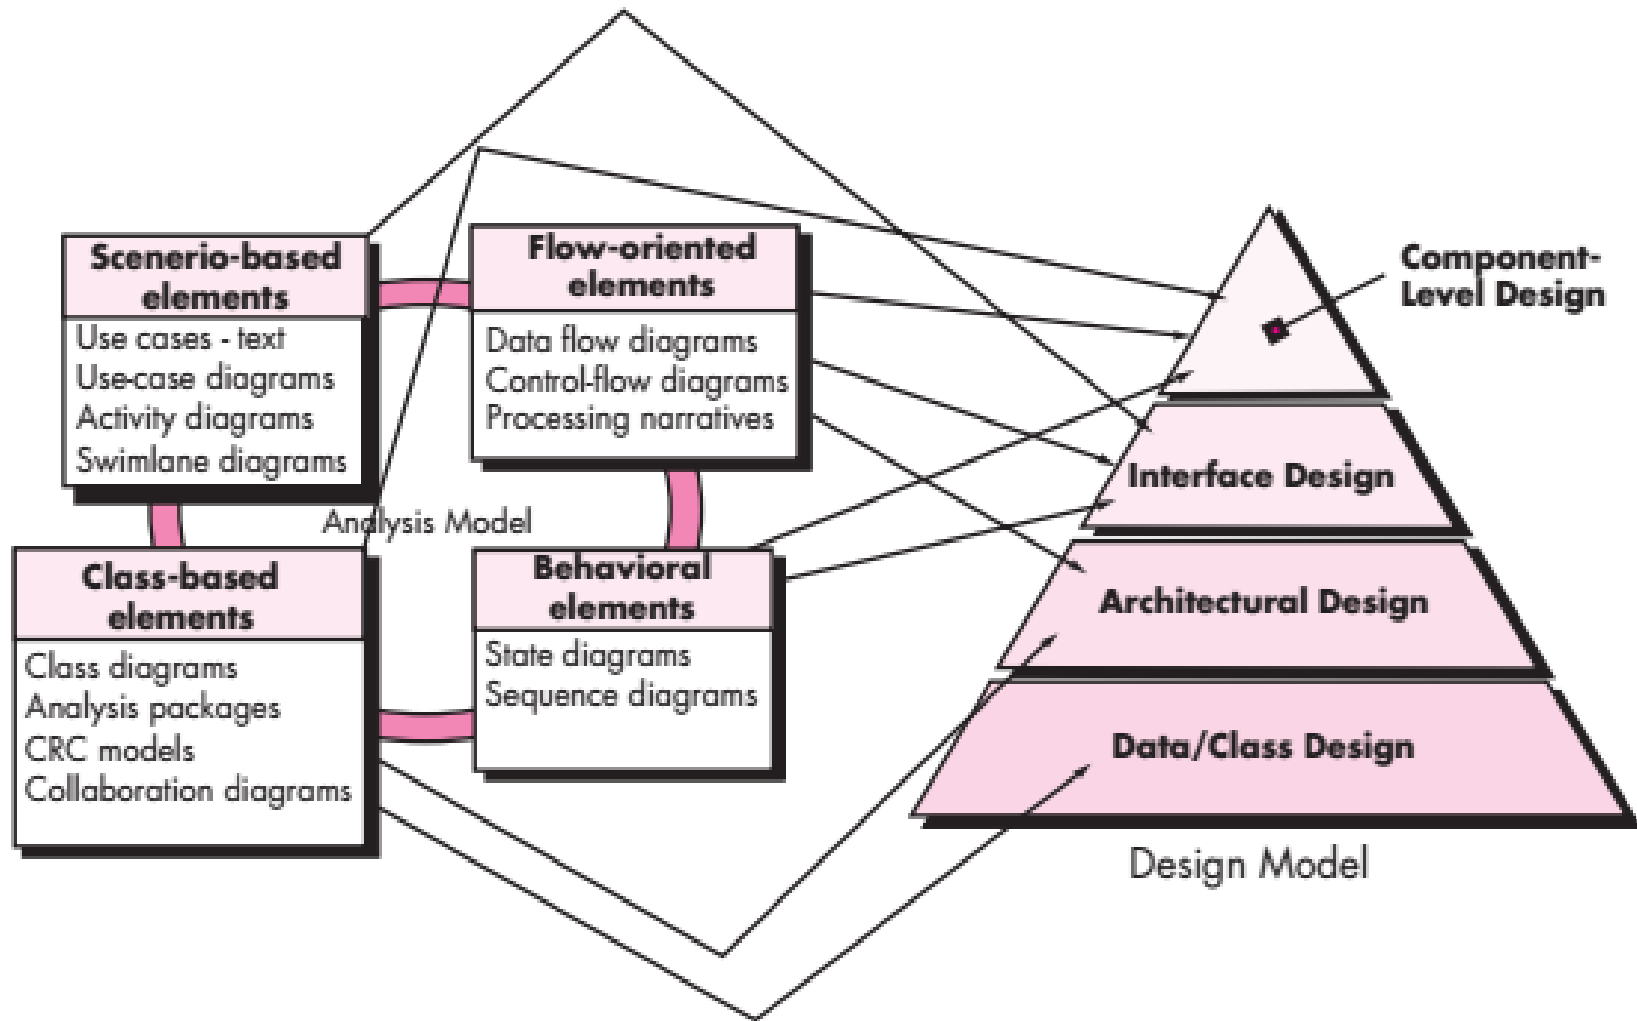 Scenerio-based
elements
Use cases - text
Use-case diagrams
Activity diagrams
Swimlane diagrams
Flow-oriented
elements
Data flow diagrams
Control-flow diagrams
Processing narratives
Analysis Model
Class-based
elements
Class diagrams
Analysis packages
CRC models
Collaboration diagrams
Behavioral
elements
State diagrams
Sequence diagrams
Component-
Level Design
Interface Design
Architectural Design
Data/Class Design
Design Model